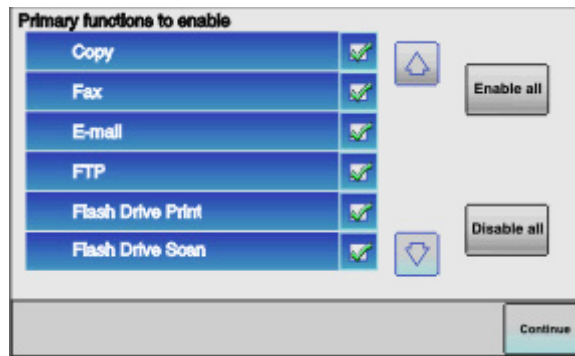 Primary functions to enable
Copy
Fax
Enable all
E-mail
FTP
Flash Drive Print
Disable all
Flash Drive Scan
Continue